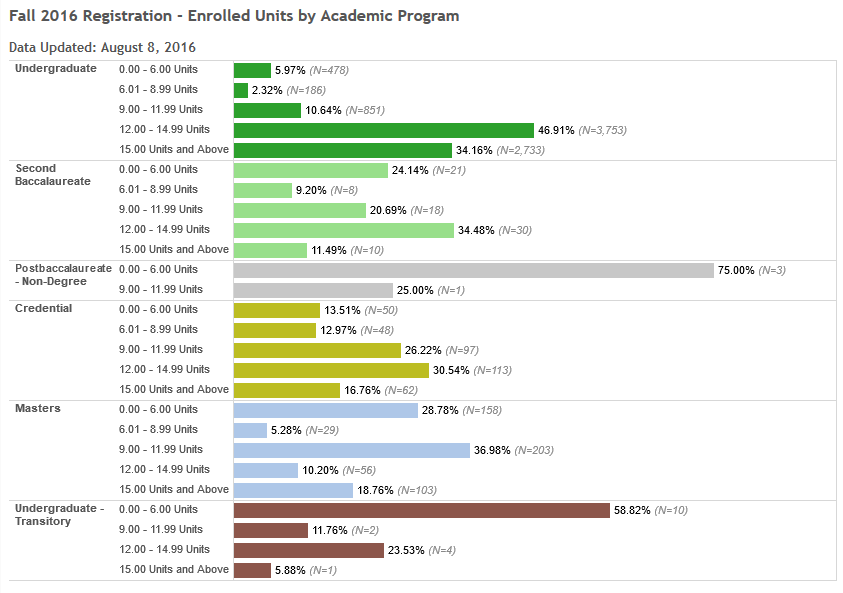 Fall 2016 Registration - Enrolled Units by Academic Program
Data Updated: August 8, 2016
Undergraduate 0.00 - 6.00 Units 5.97% (N=478)
6.01 - 8.99 Units 2.32% (N=186)
9.00 - 11.99 Units 10.64% (N=851)
12.00 - 14.99 Units 46.91% (N=3,753)
15.00 Units and Above 34.16% (N=2,733)
Second 0.00 - 6.00 Units 24.14% (N=21)
Baccalaureate 6.01 - 8.99 Units 9.20% (N=8)
9.00 - 11.99 Units 20.69% (N=18)
12.00 - 14.99 Units 34.48% (N=30)
15.00 Units and Above 11.49% (N=10)
Postbaccalaureate 0.00 - 6.00 Units 75.00% (N=3)
- Non-Degree 9.00 - 11.99 Units 25.00% (N=1)
Credential 0.00 - 6.00 Units 13.51% (N=50)
6.01 - 8.99 Units 12.97% (N=48)
9.00 - 11.99 Units 26.22% (N=97)
12.00 - 14.99 Units 30.54% (N=113)
15.00 Units and Above 16.76% (N=62)
Masters 0.00 - 6.00 Units 28.78% (N=158)
6.01 - 8.99 Units 5.28% (N=29)
9.00 - 11.99 Units 36.98% (N=203)
12.00 - 14.99 Units 10.20% (N=56)
15.00 Units and Above 18.76% (N=103)
Undergraduate - 0.00 - 6.00 Units 58.82% (N=10)
Transitory 9.00 - 11.99 Units 11.76% (N=2)
12.00 - 14.99 Units 23.53% (N=4)
15.00 Units and Above 5.88% (N=1)